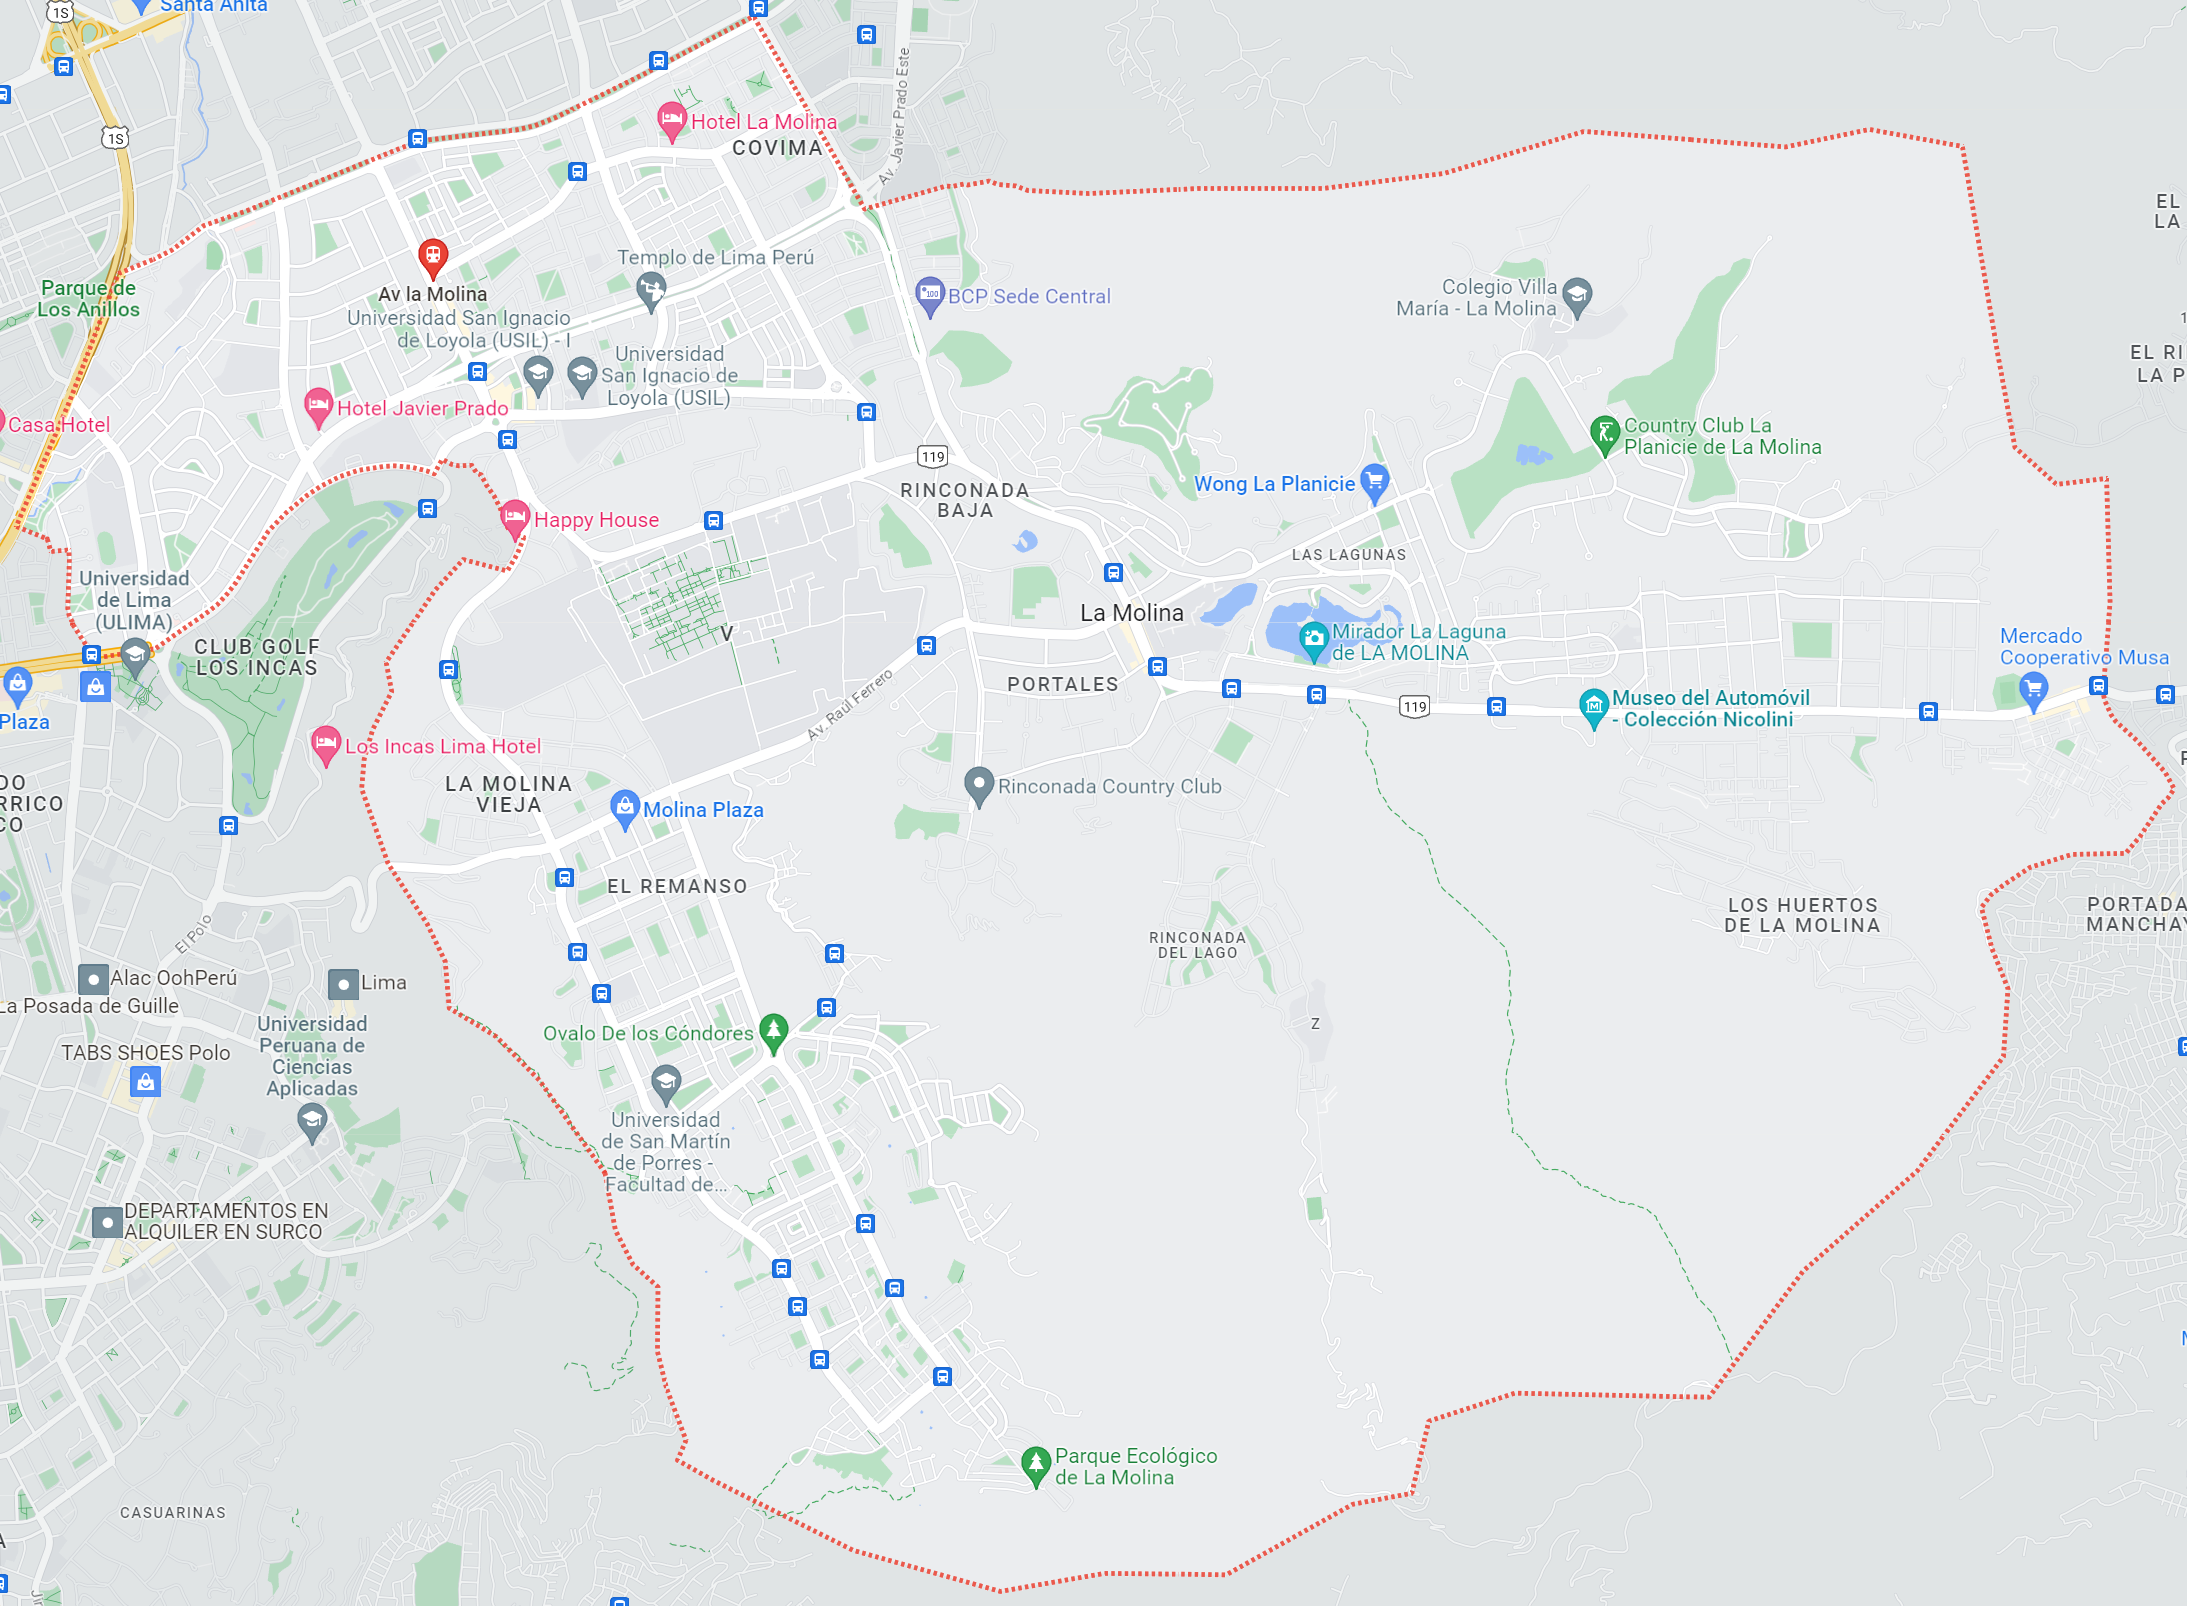 1S
Santa Anita
1S
Hotel La Molina
COVIMA
Av. Javier Prado Este
Parque de
Los Anillos
Av la Molina
Templo de Lima Perú
Universidad San Ignacio
de Loyola (USIL) - I
Universidad
San Ignacio de
Loyola (USIL)
100
BCP Sede Central
Colegio Villa
María - La Molina
EL
LA
1
EL RI
LA P
Casa Hotel
Hotel Javier Prado
Country Club La
Planicie de La Molina
119
RINCONADA
BAJA
Wong La Planicie
Happy House
LAS LAGUNAS
Universidad
de Lima
(ULIMA)
La Molina
V
CLUB GOLF
LOS INCAS
Mirador La Laguna
de LA MOLINA
Mercado
Cooperativo Musa
PORTALES
Av. Raúl Ferrero
119
M
Museo del Automóvil
- Colección Nicolini
Plaza
Los Incas Lima Hotel
LA MOLINA
VIEJA
Molina Plaza
Rinconada Country Club
DO
RRICO
CO
EL REMANSO
El Polo
RINCONADA
DEL LAGO
LOS HUERTOS
DE LA MOLINA
PORTADA
MANCHAY
Alac OohPerú
Lima
La Posada de Guille
Universidad
Peruana de
Ciencias
Aplicadas
Ovalo De los Cóndores
Z
TABS SHOES Polo
Universidad
de San Martín
de Porres -
Facultad de...
DEPARTAMENTOS EN
ALQUILER EN SURCO
Parque Ecológico
de La Molina
CASUARINAS